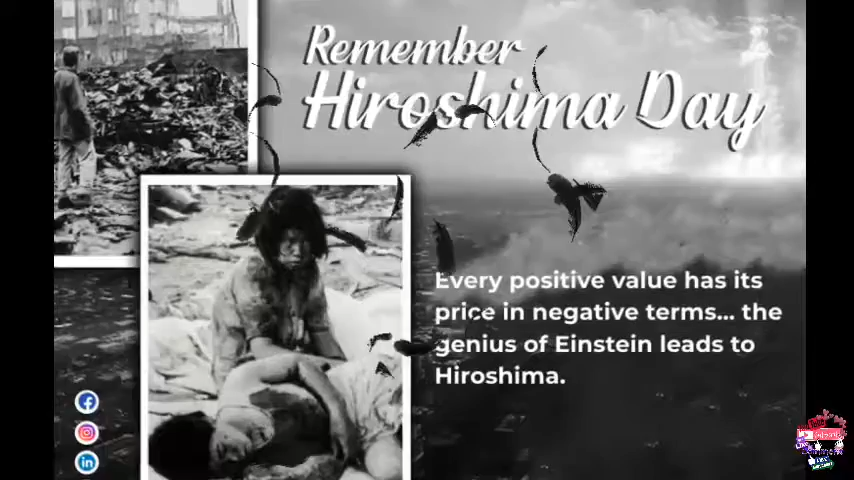 Remember
Hiroshima Day
Every positive value has its
price in negative terms... the
genius of Einstein leads to
Hiroshima.